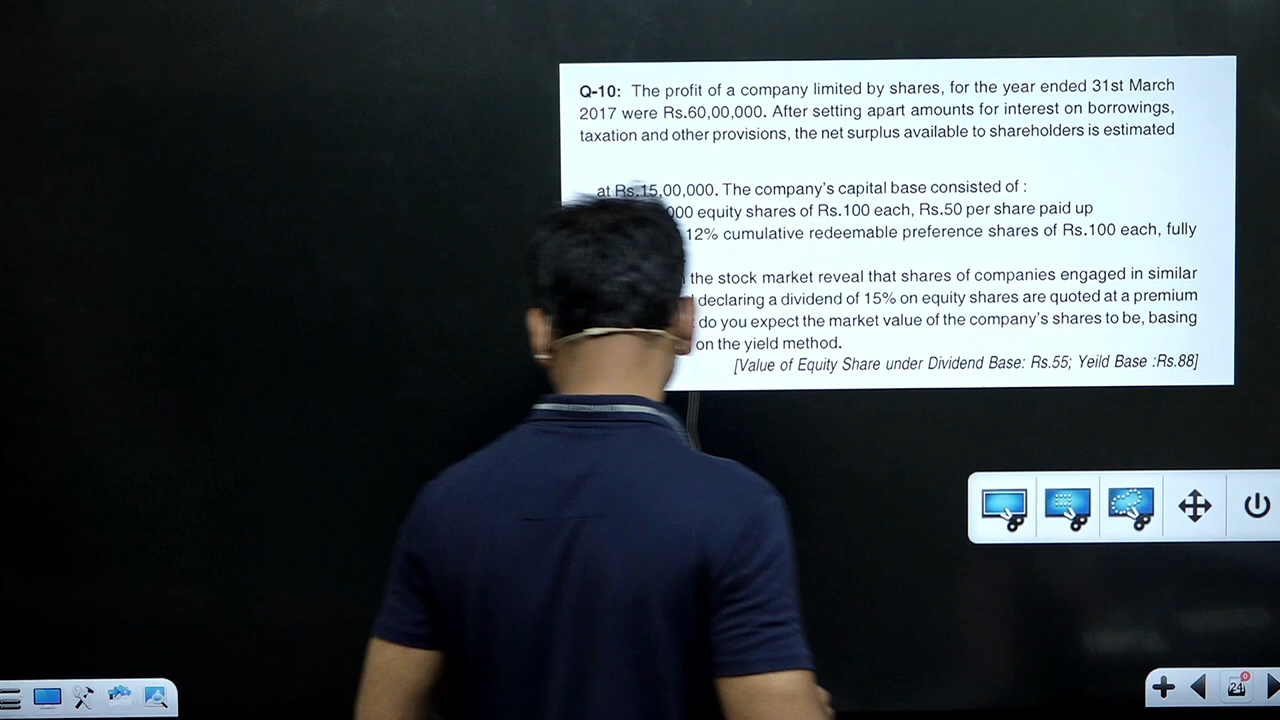 Q-10: The profit of a company limited by shares, for the year ended 31st March
2017 were Rs.60,00,000. After setting apart amounts for interest on borrowings,
taxation and other provisions, the net surplus available to shareholders is estimated
at Rs.15,00,000. The company's capital base consisted of :
000 equity shares of Rs.100 each, Rs.50 per share paid up
12% cumulative redeemable preference shares of Rs.100 each, fully
the stock market reveal that shares of companies engaged in similar
declaring a dividend of 15% on equity shares are quoted at a premium
do you expect the market value of the company's shares to be, basing
on the yield method.
[Value of Equity Share under Dividend Base: Rs.55; Yeild Base :Rs.88]
24